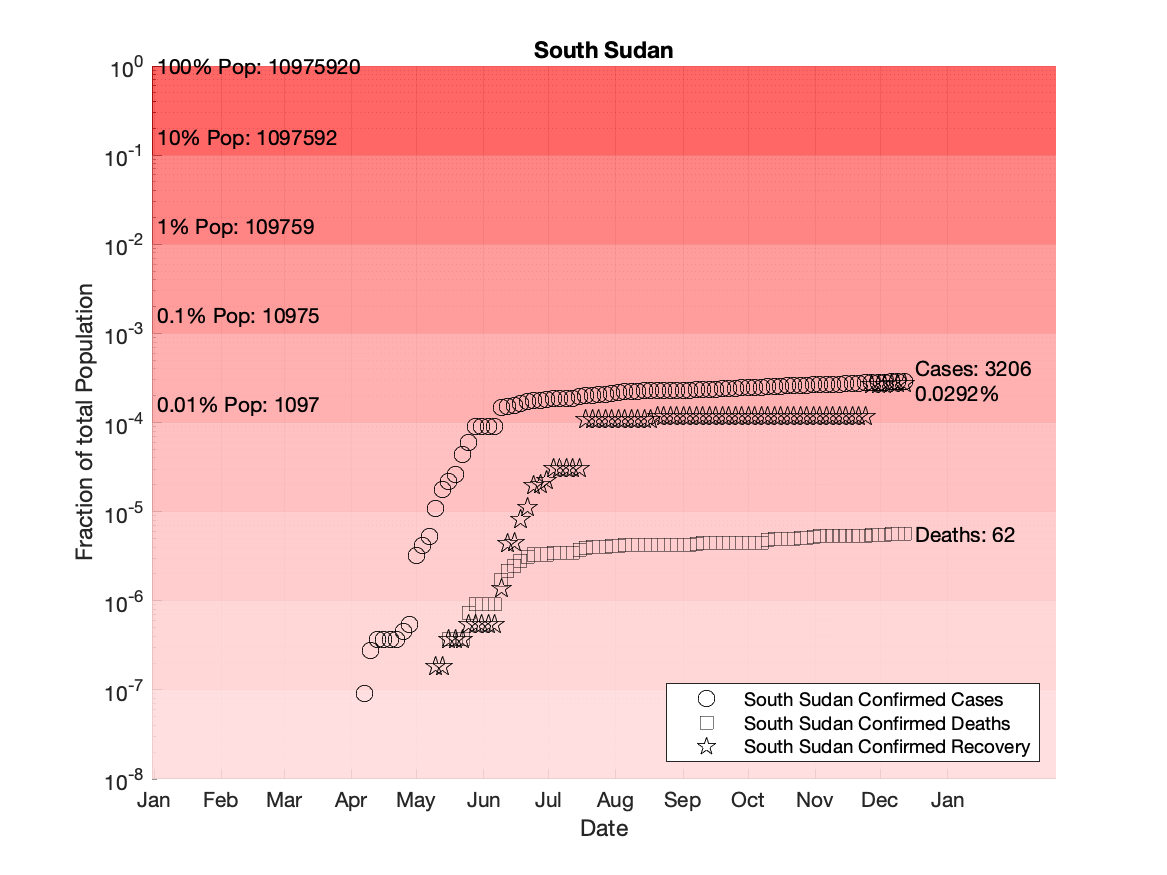 South Sudan
10^0
100% Pop: 10975920
10% Pop: 1097592
10^-1
1% Pop: 109759
10^-2
0.1% Pop: 10975
10^-3
Cases: 3206
0.0292%
0.01% Pop: 1097
10^-4
10^-5
Deaths: 62
10^-6
10^-7
10^-8
Fraction of total Population
South Sudan Confirmed Cases
South Sudan Confirmed Deaths
South Sudan Confirmed Recovery
Jan Feb Mar Apr May Jun Jul Aug Sep Oct Nov Dec Jan
Date